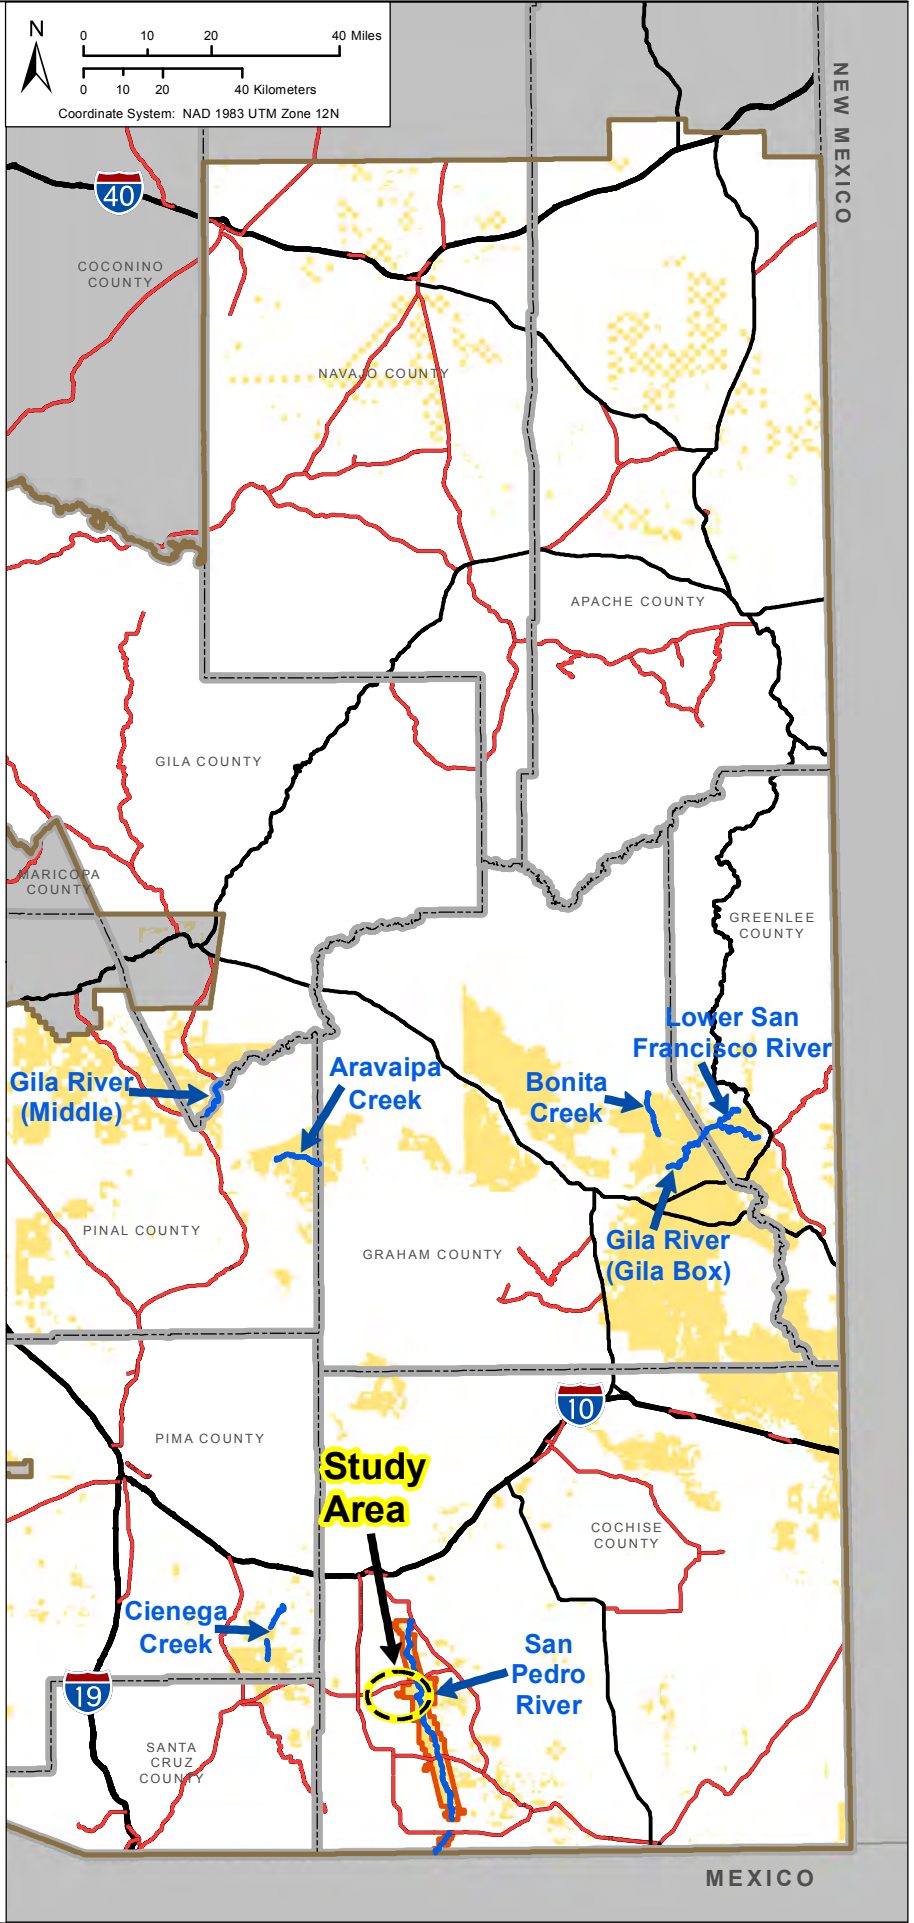 N
0 10 20 40 Miles
0 10 20 40 Kilometers
Coordinate System: NAD 1983 UTM Zone 12N
NEW MEXICO
40
COCONINO
COUNTY
NAVAJO COUNTY
APACHE COUNTY
GILA COUNTY
MARICOPA
COUNTY
GREENLEE
COUNTY
Lower San
Francisco River
Gila River
(Middle)
Aravaipa
Creek
Bonita
Creek
PINAL COUNTY
GRAHAM COUNTY
Gila River
(Gila Box)
10
PIMA COUNTY
Study
Area
COCHISE
COUNTY
Cienega
Creek
San
Pedro
River
19
SANTA
CRUZ
COUNTY
MEXICO